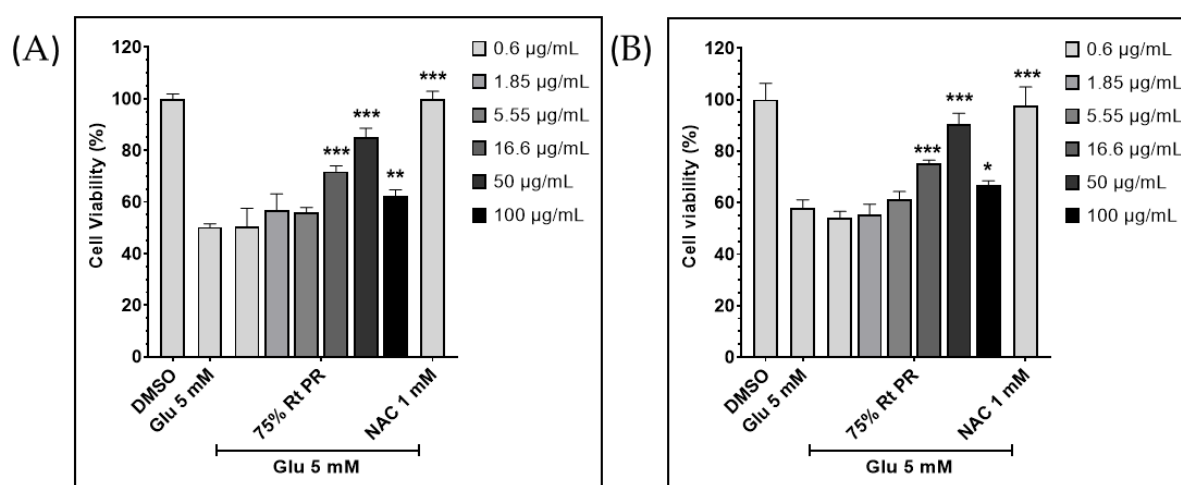 (A)
Cell Viability (%)
120
100
80
60
40
20
0
***
***
**
***
DMSO
Glu 5 mM
75% Rt PR
NAC 1 mM
Glu 5 mM
0.6 µg/mL
1.85 µg/mL
5.55 µg/mL
16.6 µg/mL
50 µg/mL
100 µg/mL
(B)
Cell viability (%)
120
100
80
60
40
20
0
***
***
*
***
DMSO
Glu 5 mM
75% Rt PR
NAC 1 mM
Glu 5 mM
0.6 µg/mL
1.85 µg/mL
5.55 µg/mL
16.6 µg/mL
50 µg/mL
100 µg/mL